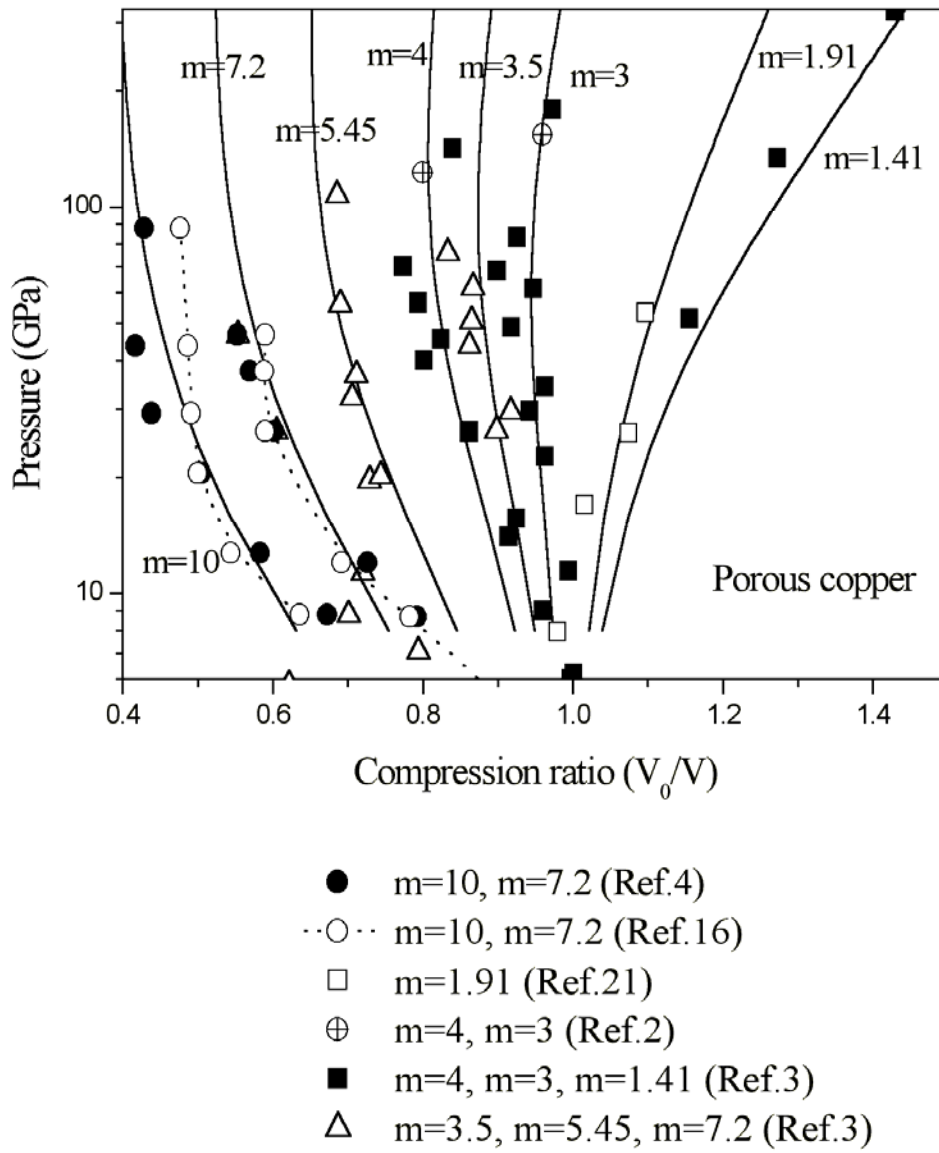 m=4
m=3.5
m=3
m=1.91
m=7.2
m=5.45
m=1.41
100
10
m=10
Porous copper
Pressure (GPa)
0.4 0.6 0.8 1.0 1.2 1.4
Compression ratio (V₀/V)
m=10, m=7.2 (Ref.4)
m=10, m=7.2 (Ref.16)
m=1.91 (Ref.21)
m=4, m=3 (Ref.2)
m=4, m=3, m=1.41 (Ref.3)
m=3.5, m=5.45, m=7.2 (Ref.3)